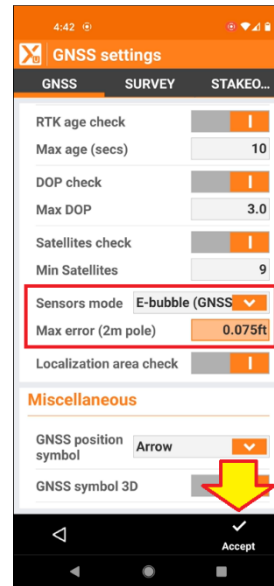 4:42
GNSS settings
GNSS SURVEY STAKEO...
RTK age check
Max age (secs) 10
DOP check
Max DOP 3.0
Satellites check
Min Satellites 9
Sensors mode E-bubble (GNSS
Max error (2m pole) 0.075ft
Localization area check
Miscellaneous
GNSS position
symbol Arrow
GNSS symbol 3D
Accept